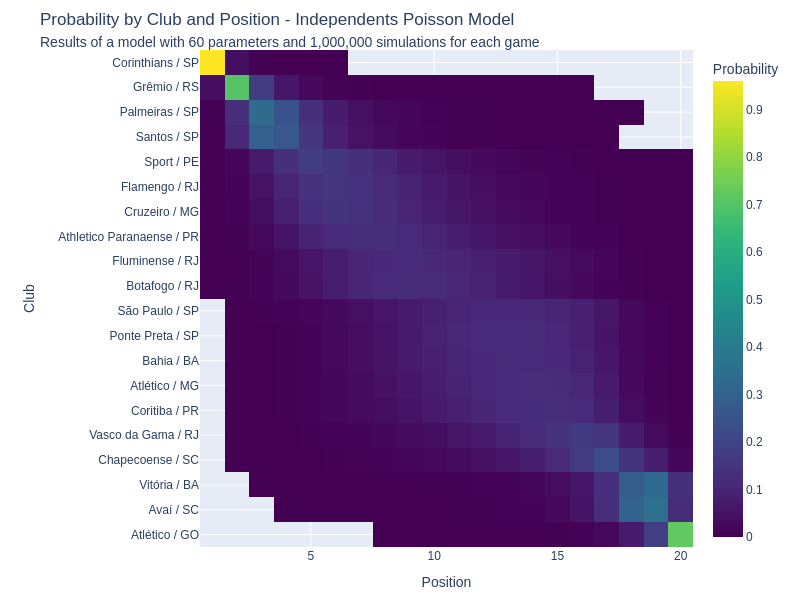 Probability by Club and Position - Independents Poisson Model
Results of a model with 60 parameters and 1,000,000 simulations for each game
Probability
Club
Corinthians / SP
Grêmio / RS
Palmeiras / SP
Santos / SP
Sport / PE
Flamengo / RJ
Cruzeiro / MG
Athletico Paranaense / PR
Fluminense / RJ
Botafogo / RJ
São Paulo / SP
Ponte Preta / SP
Bahia / BA
Atlético / MG
Coritiba / PR
Vasco da Gama / RJ
Chapecoense / SC
Vitória / BA
Avaí / SC
Atlético / GO
0.9
0.8
0.7
0.6
0.5
0.4
0.3
0.2
0.1
0
5
10
15
20
Position